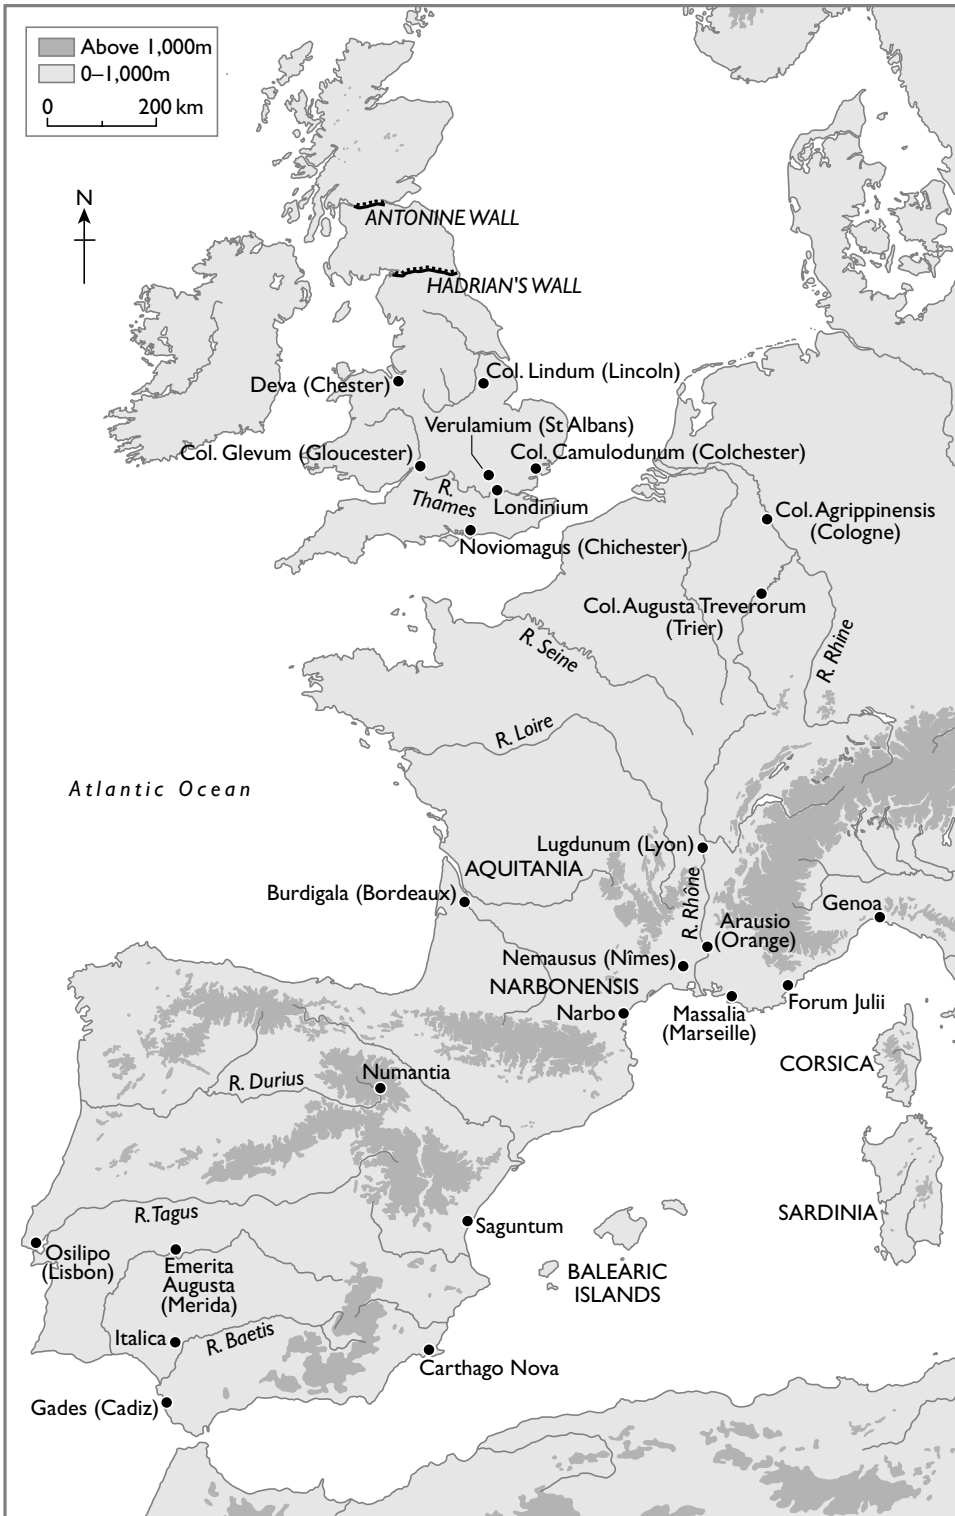 Above 1,000m
0–1,000m
0 200 km
N
ANTONINE WALL
HADRIAN'S WALL
Col. Lindum (Lincoln)
Deva (Chester)
Verulamium (St Albans)
Col. Glevum (Gloucester)
Col. Camulodunum (Colchester)
R.
Thames
Londinium
Col. Agrippinensis
(Cologne)
Noviomagus (Chichester)
Col. Augusta Treverorum
(Trier)
R. Seine
R. Rhine
R. Loire
Atlantic Ocean
Lugdunum (Lyon)
AQUITANIA
Burdigala (Bordeaux)
R. Rhône
Genoa
Arausio
(Orange)
Nemausus (Nîmes)
NARBONENSIS
Narbo
Massalia
(Marseille)
Forum Julii
CORSICA
Numantia
R. Durius
R. Tagus
SARDINIA
Saguntum
Osilipo
(Lisbon)
Emerita
Augusta
(Merida)
BALEARIC
ISLANDS
Italica
R. Baetis
Carthago Nova
Gades (Cadiz)